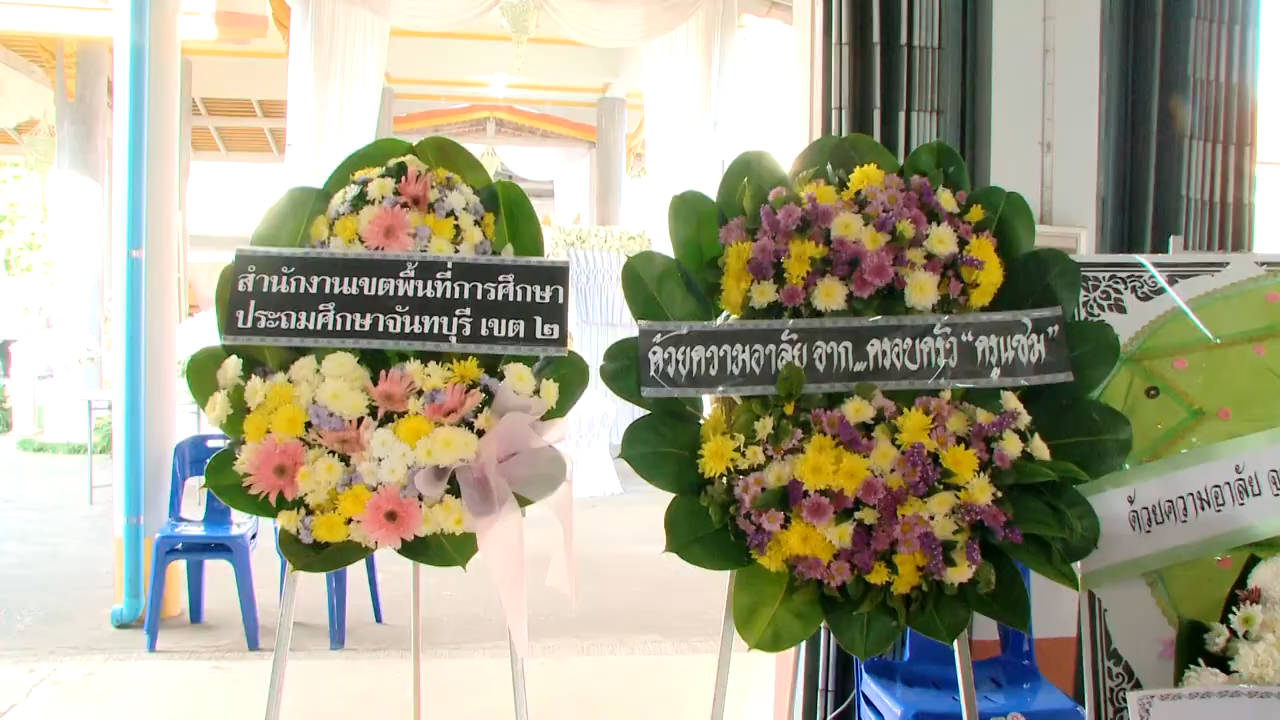 สำนักงานเขตพื้นที่การศึกษา
ประถมศึกษาจันทบุรี เขต ๒
ด้วยความอาลัย จาก...ครอบครัว "ครูแซิม"
ด้วยความอาลัย